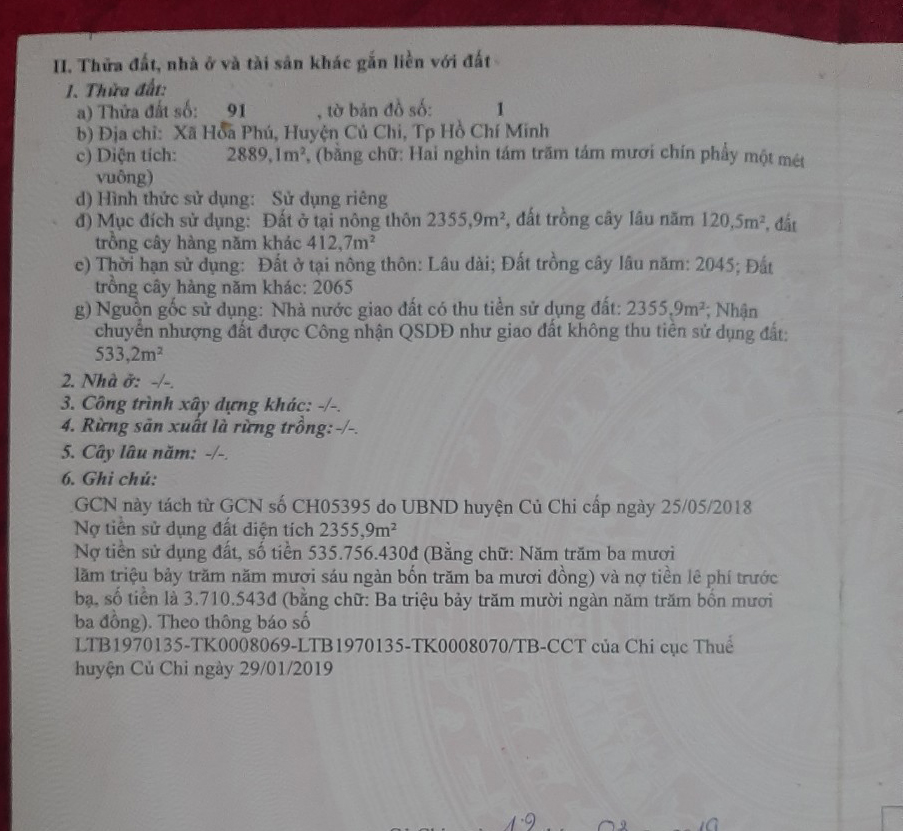 II. Thửa đất, nhà ở và tài sản khác gắn liền với đất
1. Thửa đất:
a) Thửa đất số: 91 , tờ bản đồ số: 1
b) Địa chỉ: Xã Hòa Phú, Huyện Củ Chi, Tp Hồ Chí Minh
c) Diện tích: 2889,1m², (bằng chữ: Hai nghìn tám trăm tám mươi chín phẩy một mét
vuông)
d) Hình thức sử dụng: Sử dụng riêng
đ) Mục đích sử dụng: Đất ở tại nông thôn 2355,9m², đất trồng cây lâu năm 120,5m², đất
trồng cây hàng năm khác 412,7m²
e) Thời hạn sử dụng: Đất ở tại nông thôn: Lâu dài; Đất trồng cây lâu năm: 2045; Đất
trồng cây hàng năm khác: 2065
g) Nguồn gốc sử dụng: Nhà nước giao đất có thu tiền sử dụng đất: 2355,9m²; Nhận
chuyển nhượng đất được Công nhận QSDĐ như giao đất không thu tiền sử dụng đất:
533,2m²
2. Nhà ở: -/-.
3. Công trình xây dựng khác: -/-.
4. Rừng sản xuất là rừng trồng: -/-.
5. Cây lâu năm: -/-.
6. Ghi chú:
GCN này tách từ GCN số CH05395 do UBND huyện Củ Chi cấp ngày 25/05/2018
Nợ tiền sử dụng đất diện tích 2355,9m²
Nợ tiền sử dụng đất, số tiền 535.756.430đ (Bằng chữ: Năm trăm ba mươi
lăm triệu bảy trăm năm mươi sáu ngàn bốn trăm ba mươi đồng) và nợ tiền lê phí trước
bạ, số tiền là 3.710.543đ (bằng chữ: Ba triệu bảy trăm mười ngàn năm trăm bốn mươi
ba đồng). Theo thông báo số
LTB1970135-TK0008069-LTB1970135-TK0008070/TB-CCT của Chi cục Thuế
huyện Củ Chi ngày 29/01/2019